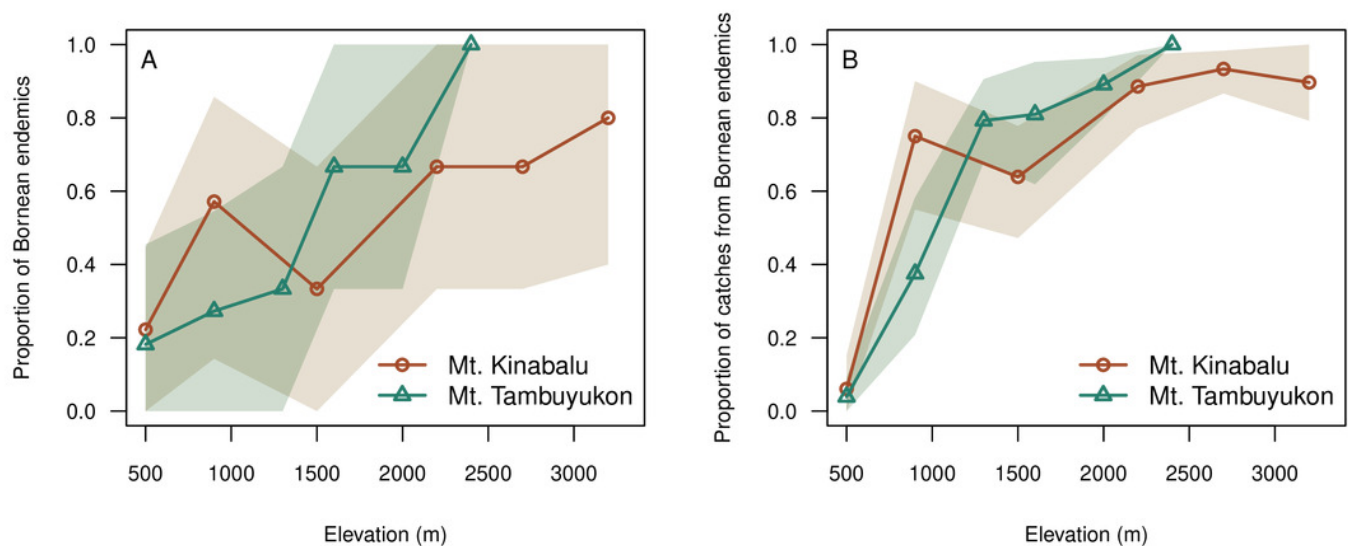 A
Proportion of Bornean endemics
1.0
0.8
0.6
0.4
0.2
0.0
Mt. Kinabalu
Mt. Tambuyukon
500 1000 1500 2000 2500 3000
Elevation (m)
B
Proportion of catches from Bornean endemics
1.0
0.8
0.6
0.4
0.2
0.0
Mt. Kinabalu
Mt. Tambuyukon
500 1000 1500 2000 2500 3000
Elevation (m)